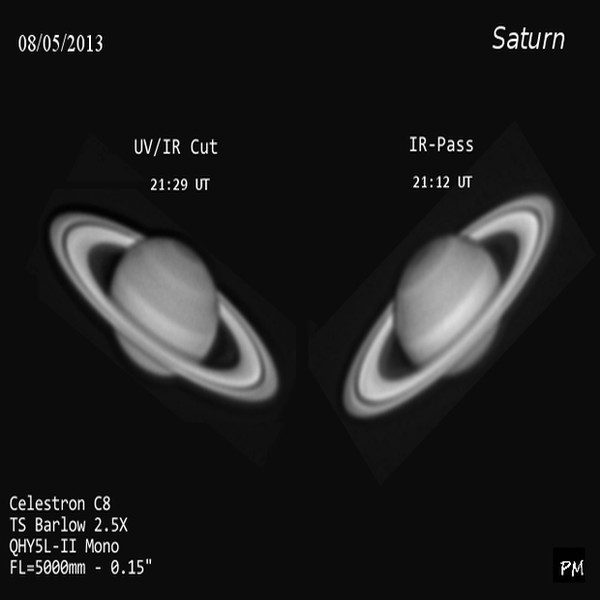 08/05/2013
Saturn
UV/IR Cut
21:29 UT
IR-Pass
21:12 UT
Celestron C8
TS Barlow 2.5X
QHY5L-II Mono
FL=5000mm - 0.15"
PM